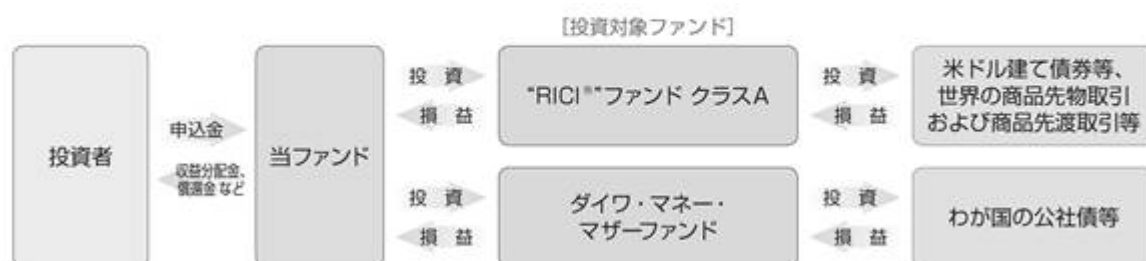 [投資対象ファンド]
投資者
申込金
収益分配金、
償還金 など
当ファンド
投 資
損 益
"RICI®"ファンド クラスA
投 資
損 益
米ドル建て債券等、
世界の商品先物取引
および商品先渡取引等
投 資
損 益
ダイワ・マネー・
マザーファンド
投 資
損 益
わが国の公社債等